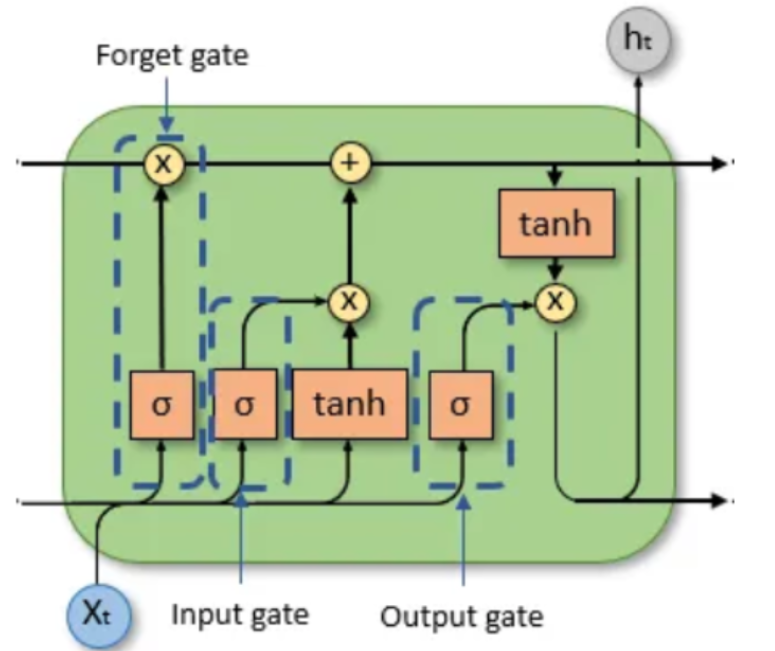 Forget gate
hₜ
x
+
tanh
x
x
σ
σ
tanh
σ
Xₜ
Input gate
Output gate